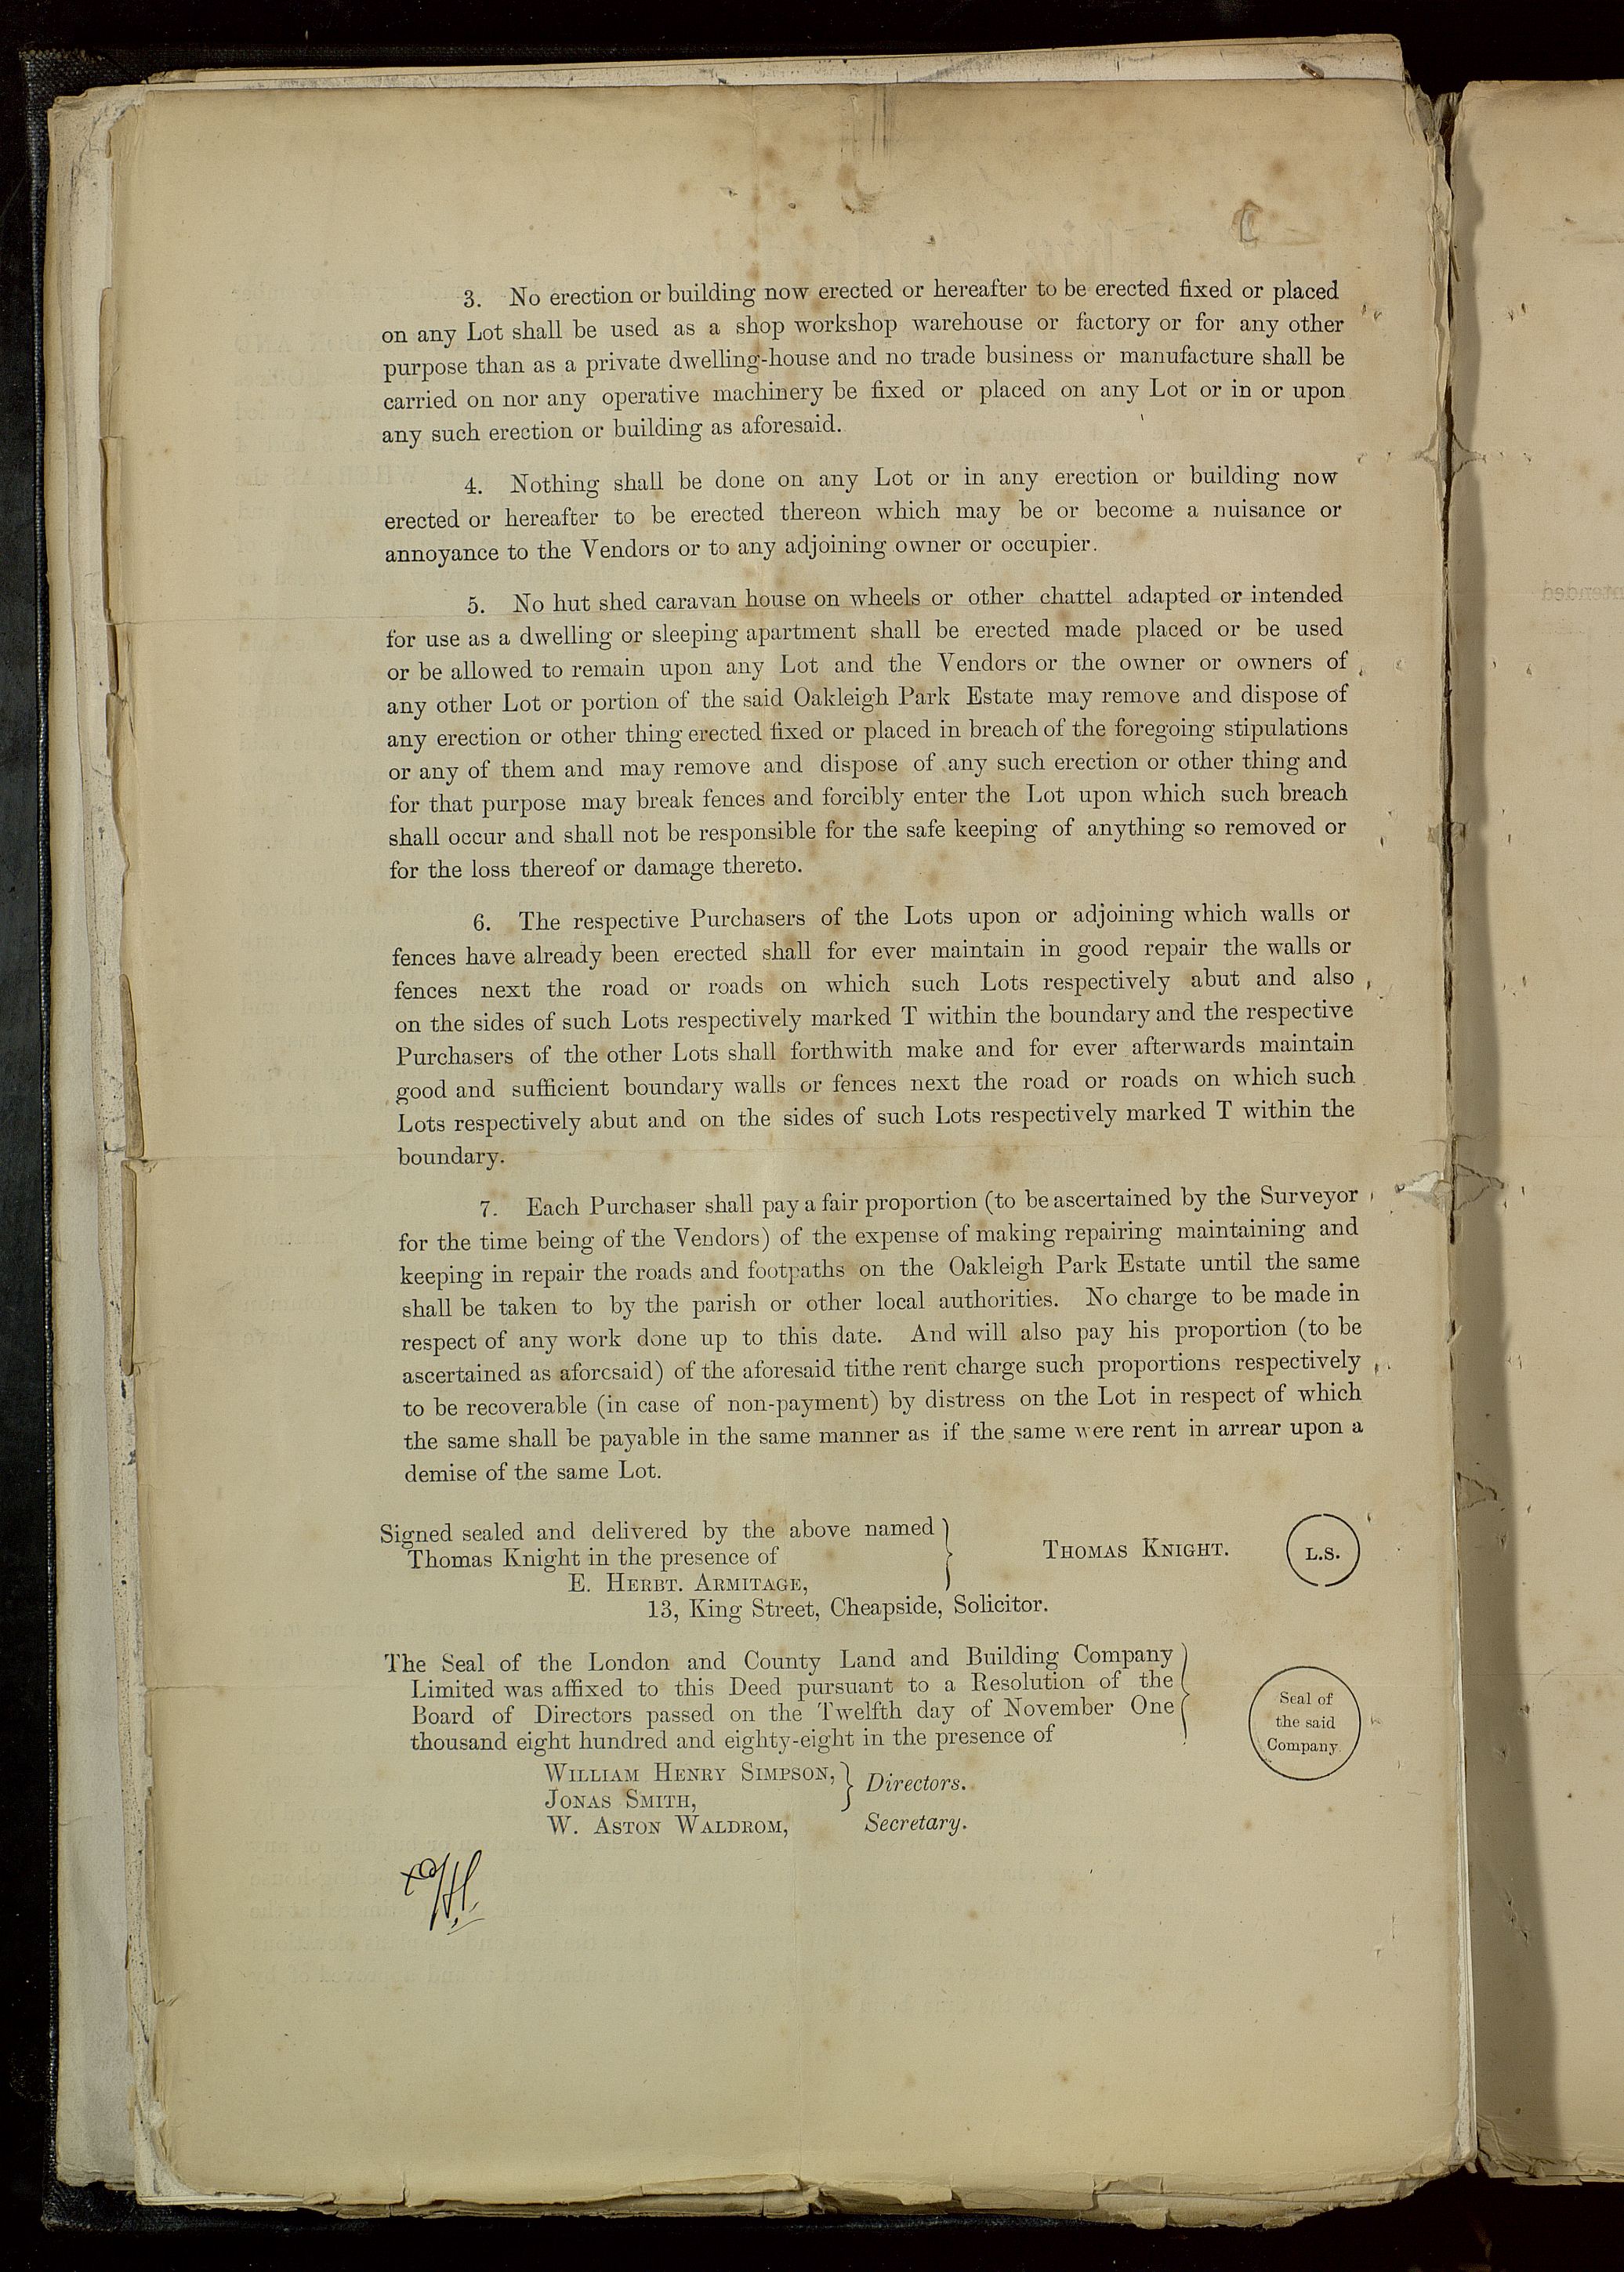 3. No erection or building now erected or hereafter to be erected fixed or placed
on any Lot shall be used as a shop workshop warehouse or factory or for any other
purpose than as a private dwelling-house and no trade business or manufacture shall be
carried on nor any operative machinery be fixed or placed on any Lot or in or upon
any such erection or building as aforesaid.
4. Nothing shall be done on any Lot or in any erection or building now
erected or hereafter to be erected thereon which may be or become a nuisance or
annoyance to the Vendors or to any adjoining owner or occupier.
5. No hut shed caravan house on wheels or other chattel adapted or intended
for use as a dwelling or sleeping apartment shall be erected made placed or be used
or be allowed to remain upon any Lot and the Vendors or the owner or owners of
any other Lot or portion of the said Oakleigh Park Estate may remove and dispose of
any erection or other thing erected fixed or placed in breach of the foregoing stipulations
or any of them and may remove and dispose of any such erection or other thing and
for that purpose may break fences and forcibly enter the Lot upon which such breach
shall occur and shall not be responsible for the safe keeping of anything so removed or
for the loss thereof or damage thereto.
6. The respective Purchasers of the Lots upon or adjoining which walls or
fences have already been erected shall for ever maintain in good repair the walls or
fences next the road or roads on which such Lots respectively abut and also
on the sides of such Lots respectively marked T within the boundary and the respective
Purchasers of the other Lots shall forthwith make and for ever afterwards maintain
good and sufficient boundary walls or fences next the road or roads on which such
Lots respectively abut and on the sides of such Lots respectively marked T within the
boundary.
7. Each Purchaser shall pay a fair proportion (to be ascertained by the Surveyor
for the time being of the Vendors) of the expense of making repairing maintaining and
keeping in repair the roads and footpaths on the Oakleigh Park Estate until the same
shall be taken to by the parish or other local authorities. No charge to be made in
respect of any work done up to this date. And will also pay his proportion (to be
ascertained as aforesaid) of the aforesaid tithe rent charge such proportions respectively
to be recoverable (in case of non-payment) by distress on the Lot in respect of which
the same shall be payable in the same manner as if the same were rent in arrear upon a
demise of the same Lot.
Signed sealed and delivered by the above named
Thomas Knight in the presence of
E. Herbt. Armitage,
13, King Street, Cheapside, Solicitor.
Thomas Knight.
L.S.
The Seal of the London and County Land and Building Company
Limited was affixed to this Deed pursuant to a Resolution of the
Board of Directors passed on the Twelfth day of November One
thousand eight hundred and eighty-eight in the presence of
Seal of
the said
Company
William Henry Simpson,
Jonas Smith,
Directors.
W. Aston Waldrom, Secretary.